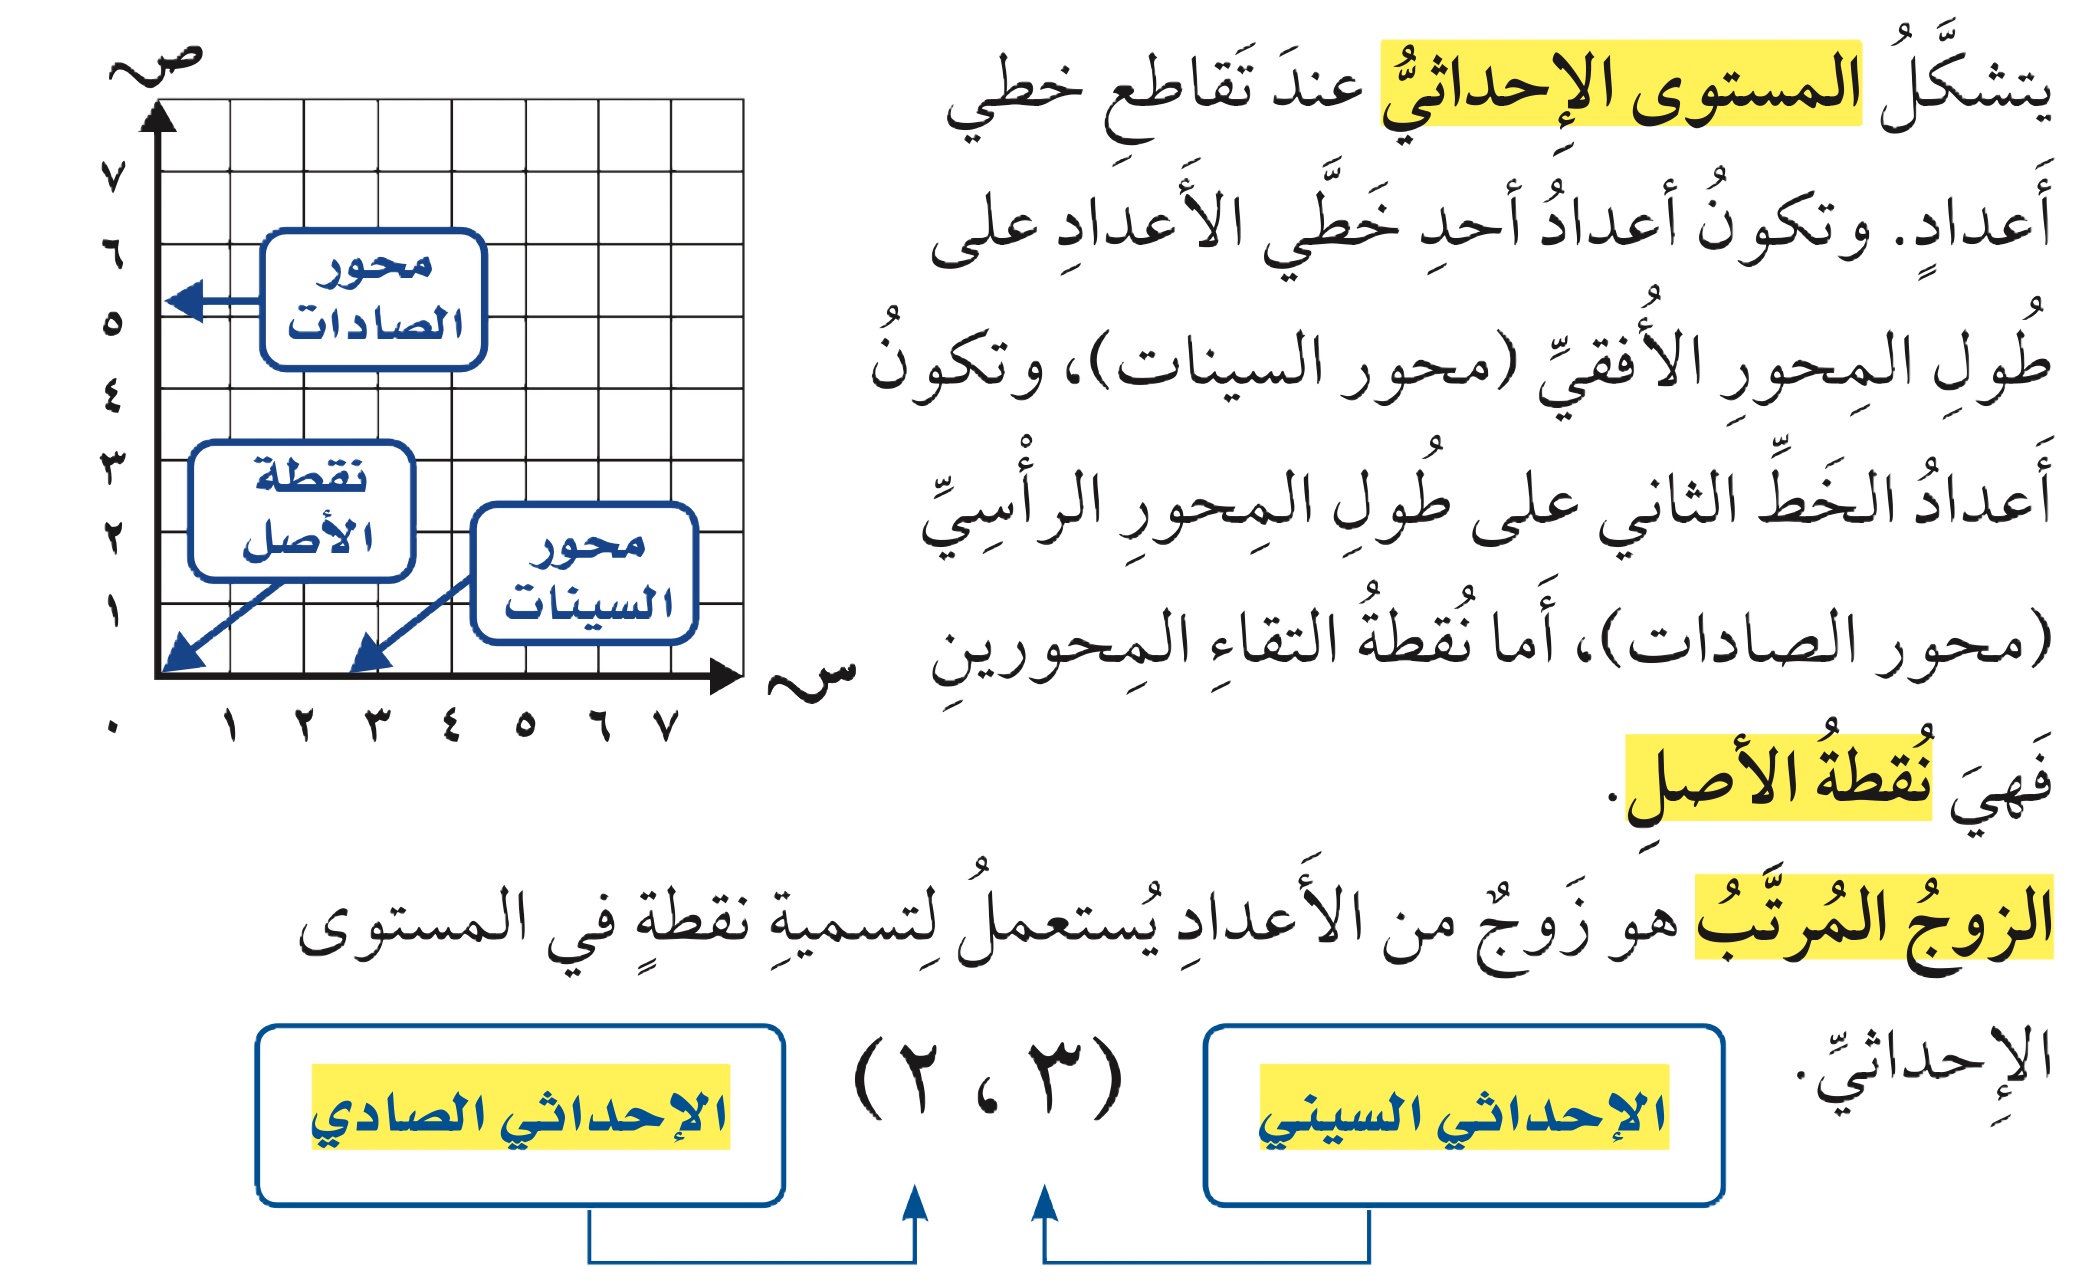 يتشكَّلُ المستوى الإِحداثيُّ عندَ تَقاطعِ خطي
أَعدادٍ. وتكونُ أعدادُ أحدِ خَطَّي الأَعدادِ على
طُولِ المِحورِ الأُفقيِّ (محور السينات)، وتكونُ
أَعدادُ الخَطِّ الثاني على طُولِ المِحورِ الرأْسِيِّ
(محور الصادات)، أَما نُقطةُ التقاءِ المِحورينِ
فَهيَ نُقطةُ الأصلِ.
ص
٧
٦
٥
٤
٣
٢
١
محور
الصادات
نقطة
الأصل
محور
السينات
س
٠ ١ ٢ ٣ ٤ ٥ ٦ ٧
الزوجُ المُرتَّبُ هو زَوجٌ من الأَعدادِ يُستعملُ لِتسميةِ نقطةٍ في المستوى
الإِحداثيِّ.
الإحداثي السيني
(٣ ، ٢)
الإحداثي الصادي